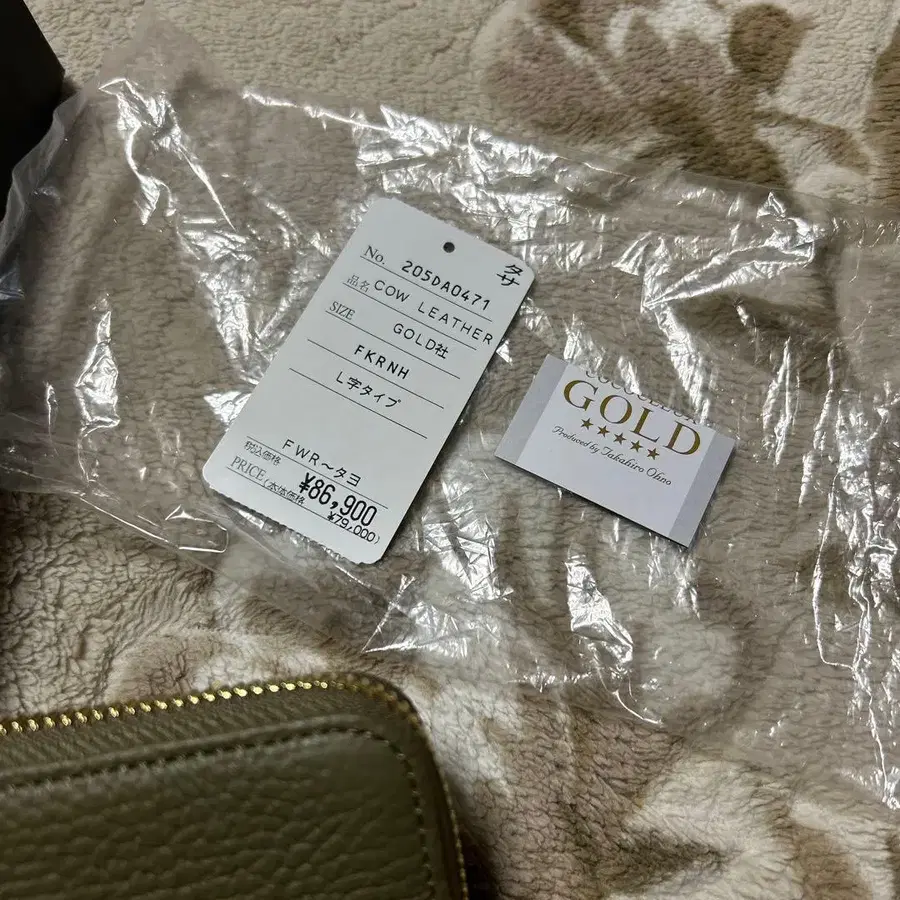 No. 205DA0471
品名 COW LEATHER
SIZE GOLD社
FKRNH
L字タイプ
FWR〜タヨ
税込価格 ¥86,900
PRICE (本体価格 ¥79,000)
GOLD
★★★★★
Produced by Takahiro Ohno